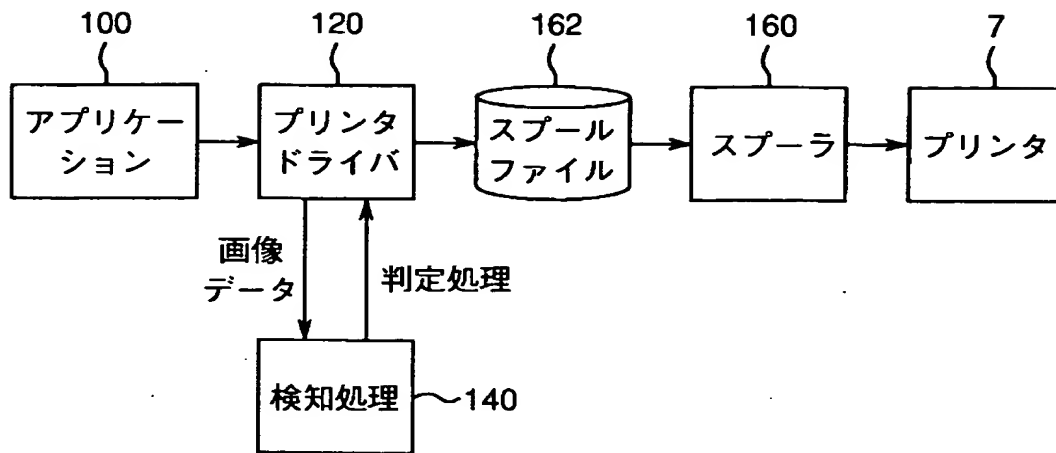 100
120
162
160
7
アプリケー
ション
プリンタ
ドライバ
スプール
ファイル
スプーラ
プリンタ
画像
データ
判定処理
検知処理
140